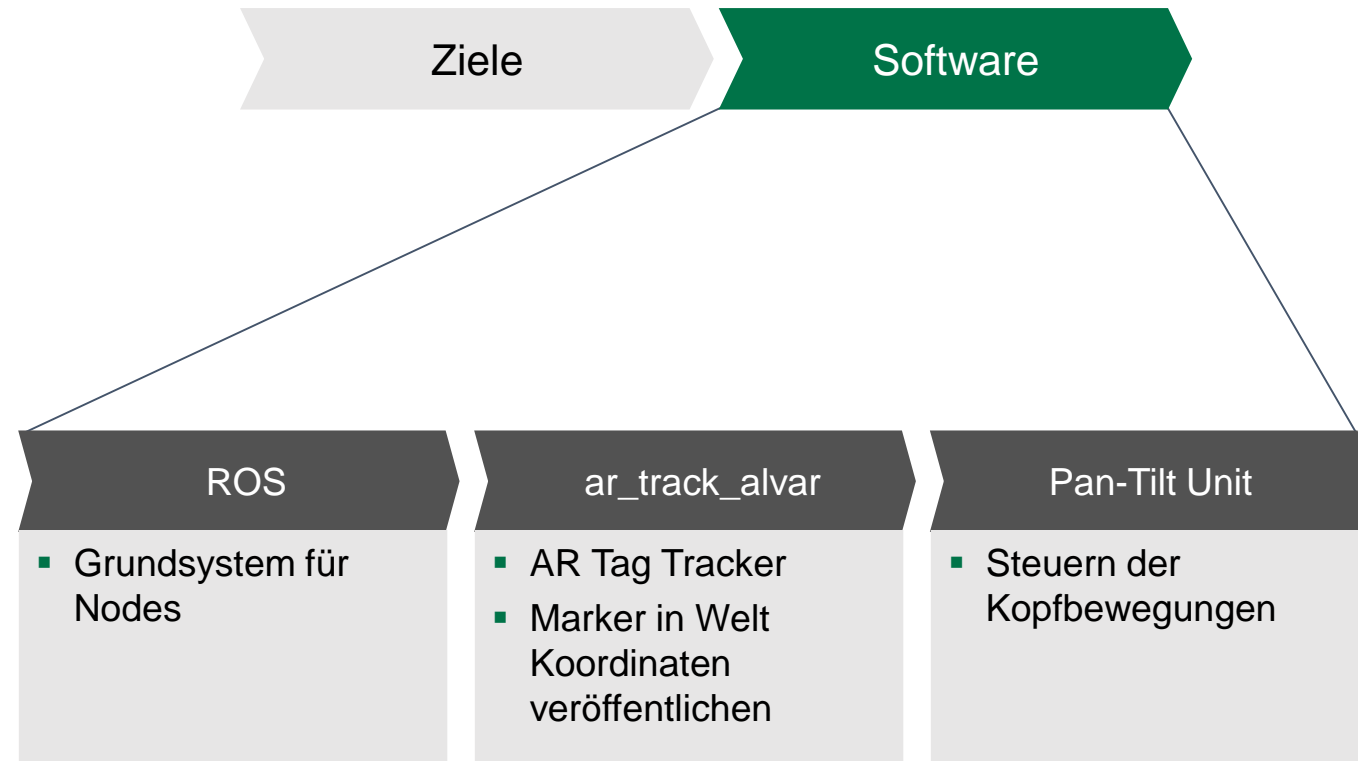 Ziele
Software
ROS
▪ Grundsystem für
Nodes
ar_track_alvar
▪ AR Tag Tracker
▪ Marker in Welt
Koordinaten
veröffentlichen
Pan-Tilt Unit
▪ Steuern der
Kopfbewegungen